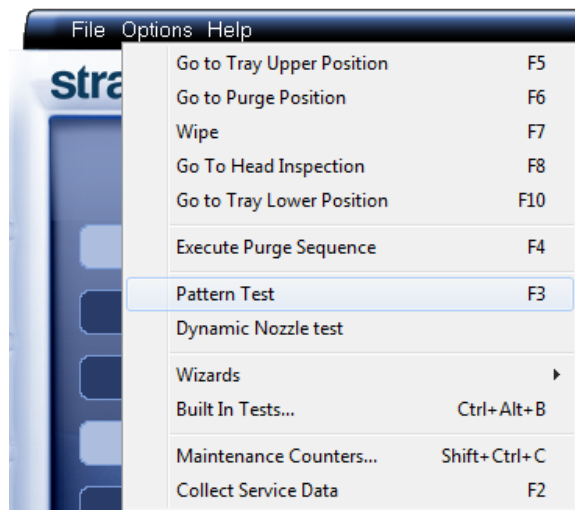 File Options Help
stra
Go to Tray Upper Position F5
Go to Purge Position F6
Wipe F7
Go To Head Inspection F8
Go to Tray Lower Position F10
Execute Purge Sequence F4
Pattern Test F3
Dynamic Nozzle test
Wizards
Built In Tests... Ctrl+Alt+B
Maintenance Counters... Shift+Ctrl+C
Collect Service Data F2